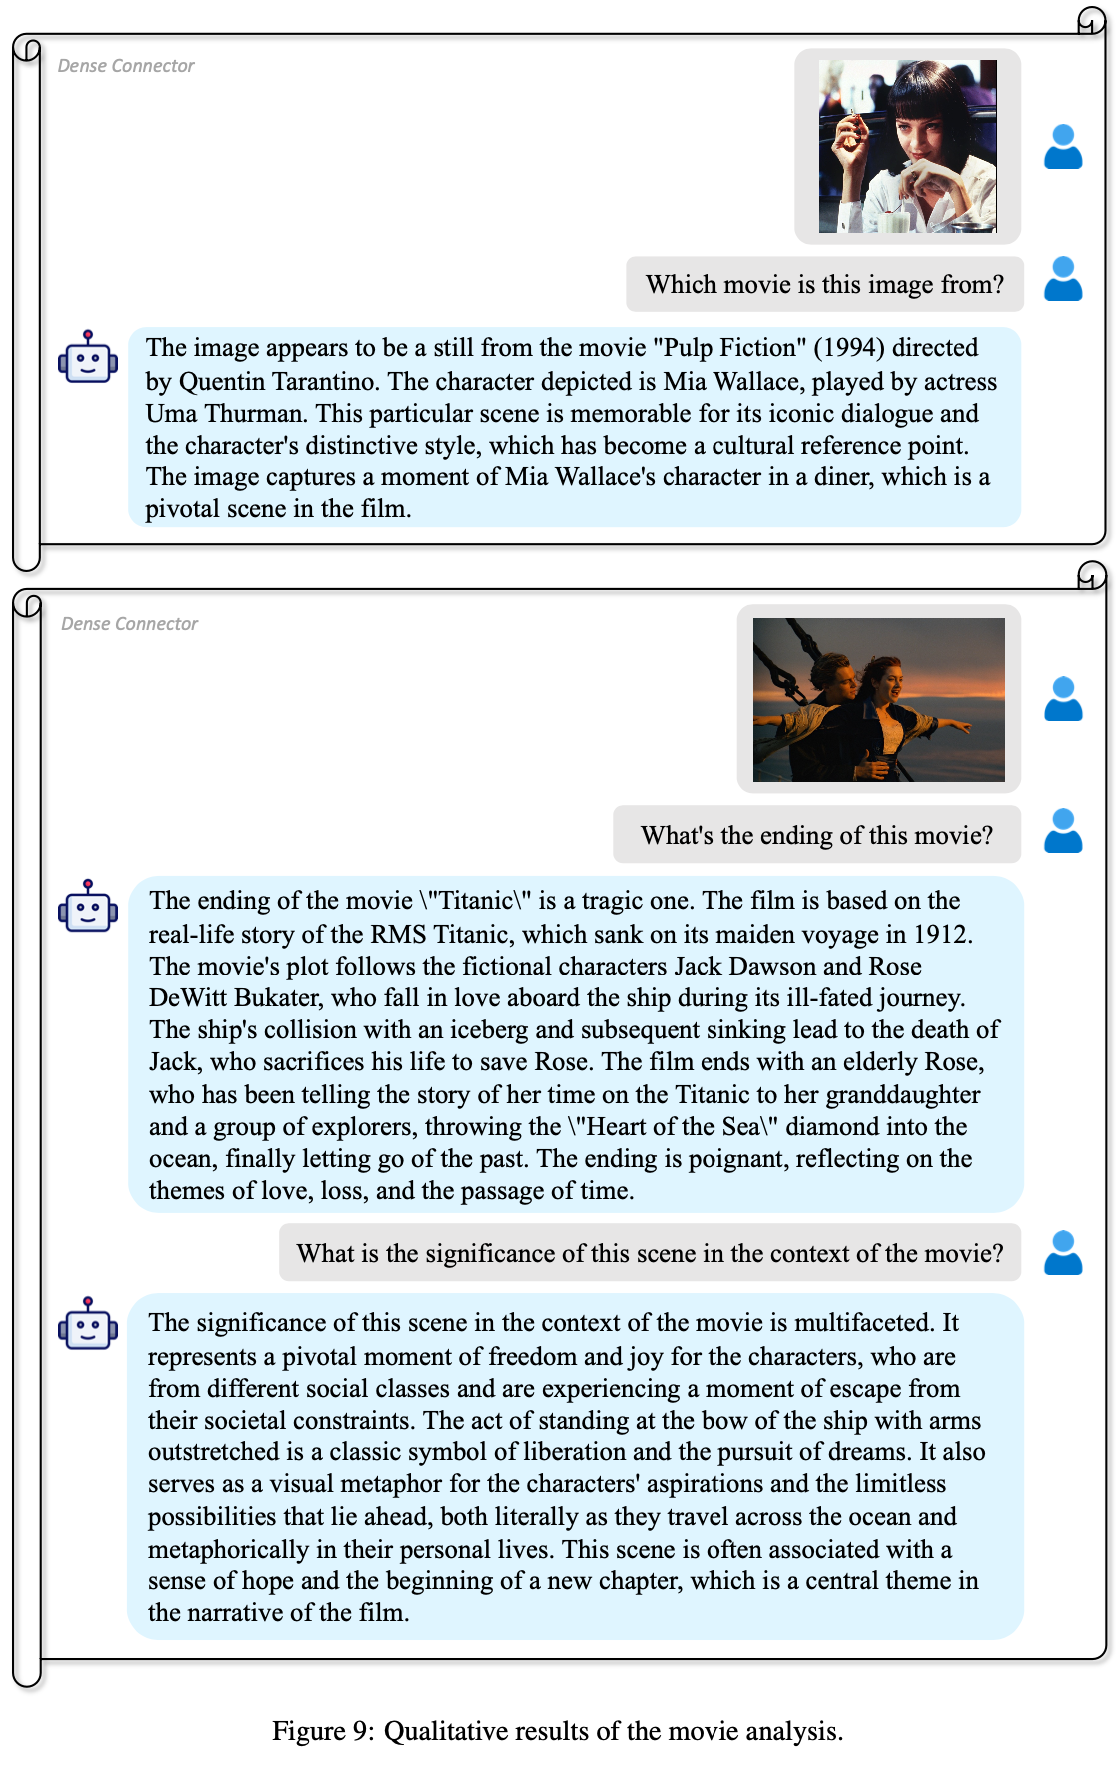 Dense Connector
Which movie is this image from?
The image appears to be a still from the movie "Pulp Fiction" (1994) directed
by Quentin Tarantino. The character depicted is Mia Wallace, played by actress
Uma Thurman. This particular scene is memorable for its iconic dialogue and
the character's distinctive style, which has become a cultural reference point.
The image captures a moment of Mia Wallace's character in a diner, which is a
pivotal scene in the film.
Dense Connector
What's the ending of this movie?
The ending of the movie \"Titanic\" is a tragic one. The film is based on the
real-life story of the RMS Titanic, which sank on its maiden voyage in 1912.
The movie's plot follows the fictional characters Jack Dawson and Rose
DeWitt Bukater, who fall in love aboard the ship during its ill-fated journey.
The ship's collision with an iceberg and subsequent sinking lead to the death of
Jack, who sacrifices his life to save Rose. The film ends with an elderly Rose,
who has been telling the story of her time on the Titanic to her granddaughter
and a group of explorers, throwing the \"Heart of the Sea\" diamond into the
ocean, finally letting go of the past. The ending is poignant, reflecting on the
themes of love, loss, and the passage of time.
What is the significance of this scene in the context of the movie?
The significance of this scene in the context of the movie is multifaceted. It
represents a pivotal moment of freedom and joy for the characters, who are
from different social classes and are experiencing a moment of escape from
their societal constraints. The act of standing at the bow of the ship with arms
outstretched is a classic symbol of liberation and the pursuit of dreams. It also
serves as a visual metaphor for the characters' aspirations and the limitless
possibilities that lie ahead, both literally as they travel across the ocean and
metaphorically in their personal lives. This scene is often associated with a
sense of hope and the beginning of a new chapter, which is a central theme in
the narrative of the film.
Figure 9: Qualitative results of the movie analysis.